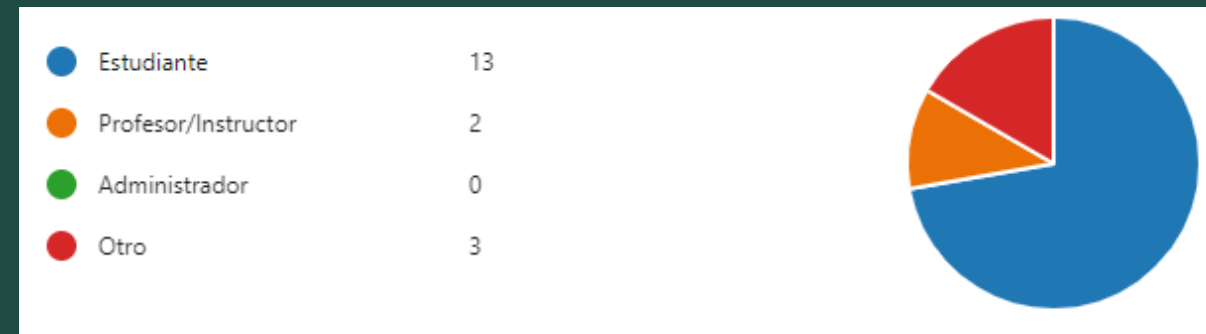 Estudiante 13
Profesor/Instructor 2
Administrador 0
Otro 3